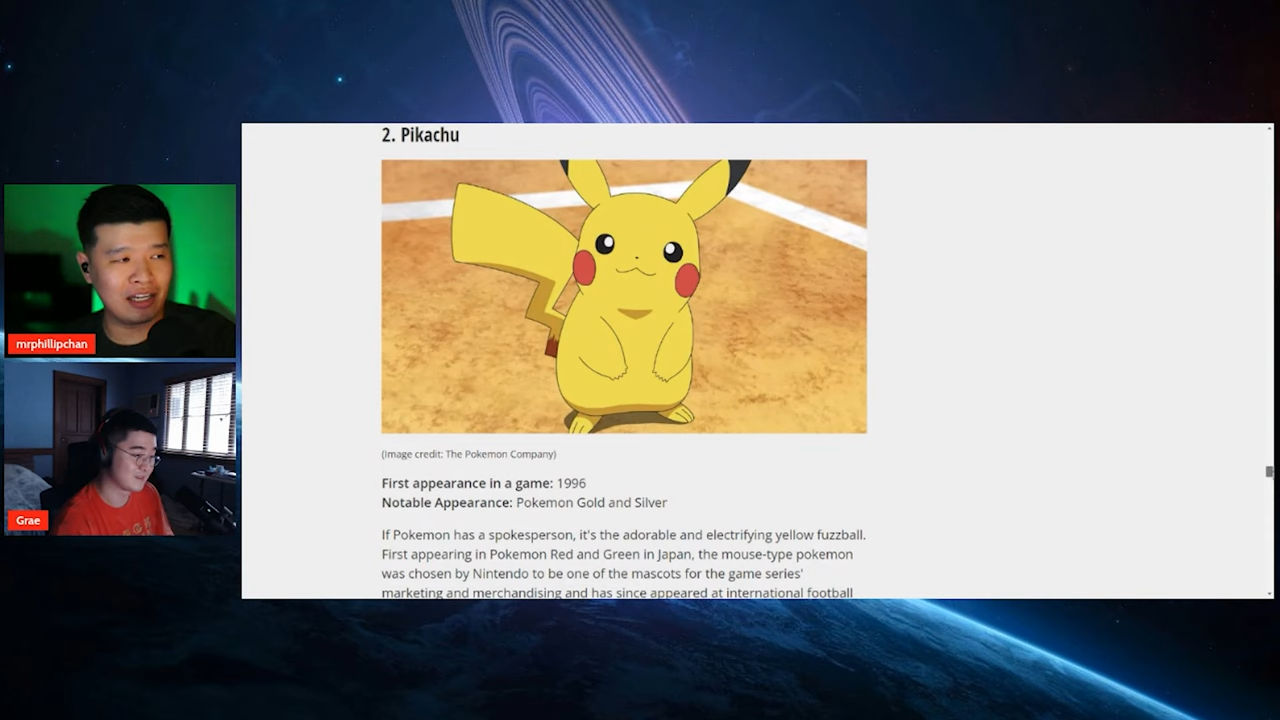 2. Pikachu
mrphillipchan
Grae
(Image credit: The Pokemon Company)
First appearance in a game: 1996
Notable Appearance: Pokemon Gold and Silver
If Pokemon has a spokesperson, it's the adorable and electrifying yellow fuzzball.
First appearing in Pokemon Red and Green in Japan, the mouse-type pokemon
was chosen by Nintendo to be one of the mascots for the game series'
marketing and merchandising and has since appeared at international football